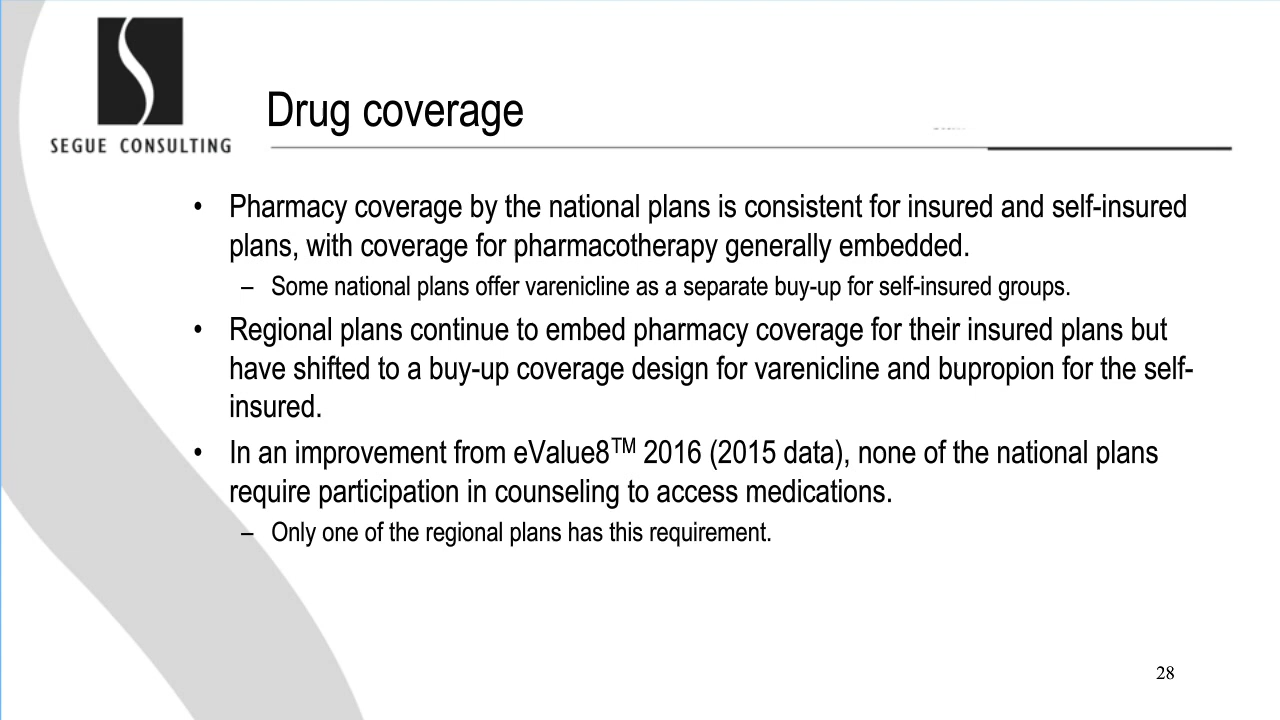 SEGUE CONSULTING
Drug coverage
• Pharmacy coverage by the national plans is consistent for insured and self-insured
plans, with coverage for pharmacotherapy generally embedded.
– Some national plans offer varenicline as a separate buy-up for self-insured groups.
• Regional plans continue to embed pharmacy coverage for their insured plans but
have shifted to a buy-up coverage design for varenicline and bupropion for the self-
insured.
• In an improvement from eValue8™ 2016 (2015 data), none of the national plans
require participation in counseling to access medications.
– Only one of the regional plans has this requirement.
28